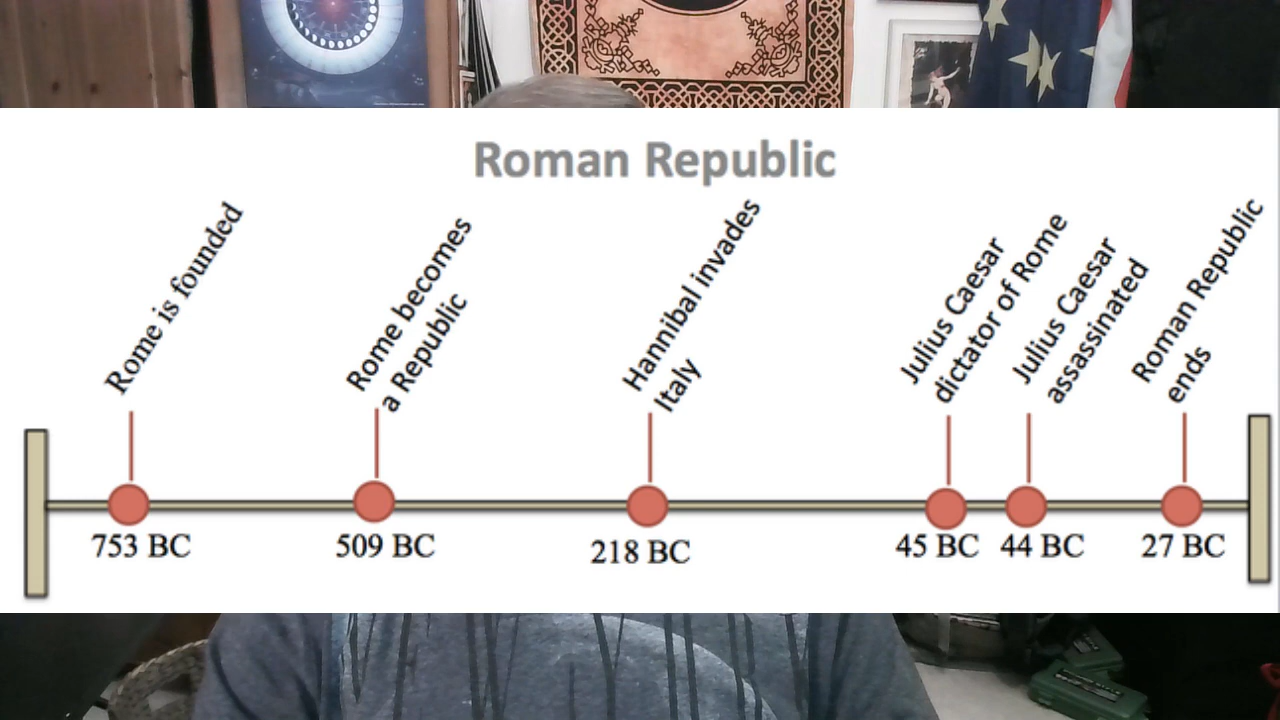 Roman Republic
Rome is founded
Rome becomes
a Republic
Hannibal invades
Italy
Julius Caesar
dictator of Rome
Julius Caesar
assassinated
Roman Republic
ends
753 BC
509 BC
218 BC
45 BC
44 BC
27 BC